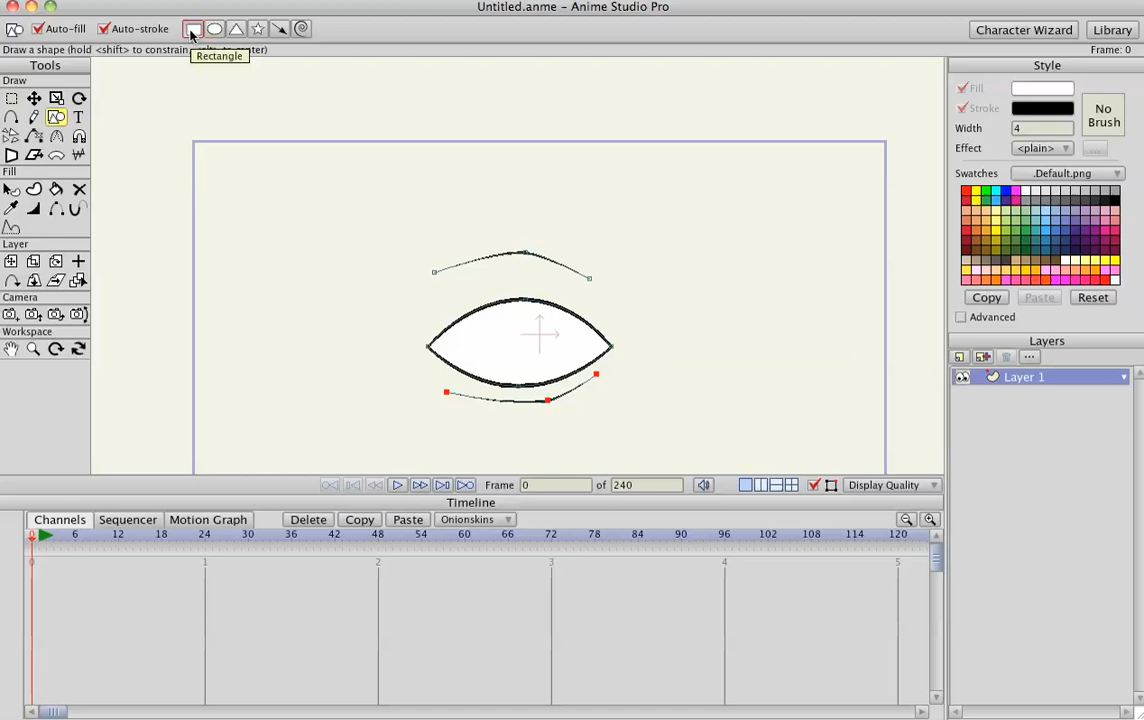 Untitled.anme - Anime Studio Pro
Auto-fill Auto-stroke Character Wizard Library
Draw a shape (hold <shift> to constrain, <alt> to center) Frame: 0
Rectangle
Tools
Draw
T
Fill
Layer
Camera
Workspace
Style
Fill
Stroke
No
Brush
Width 4
Effect <plain> ...
Swatches .Default.png
Copy Paste Reset
Advanced
Layers
...
Layer 1
Frame 0 of 240 Display Quality
Timeline
Channels Sequencer Motion Graph Delete Copy Paste Onionskins
0 6 12 18 24 30 36 42 48 54 60 66 72 78 84 90 96 102 108 114 120
0 1 2 3 4 5